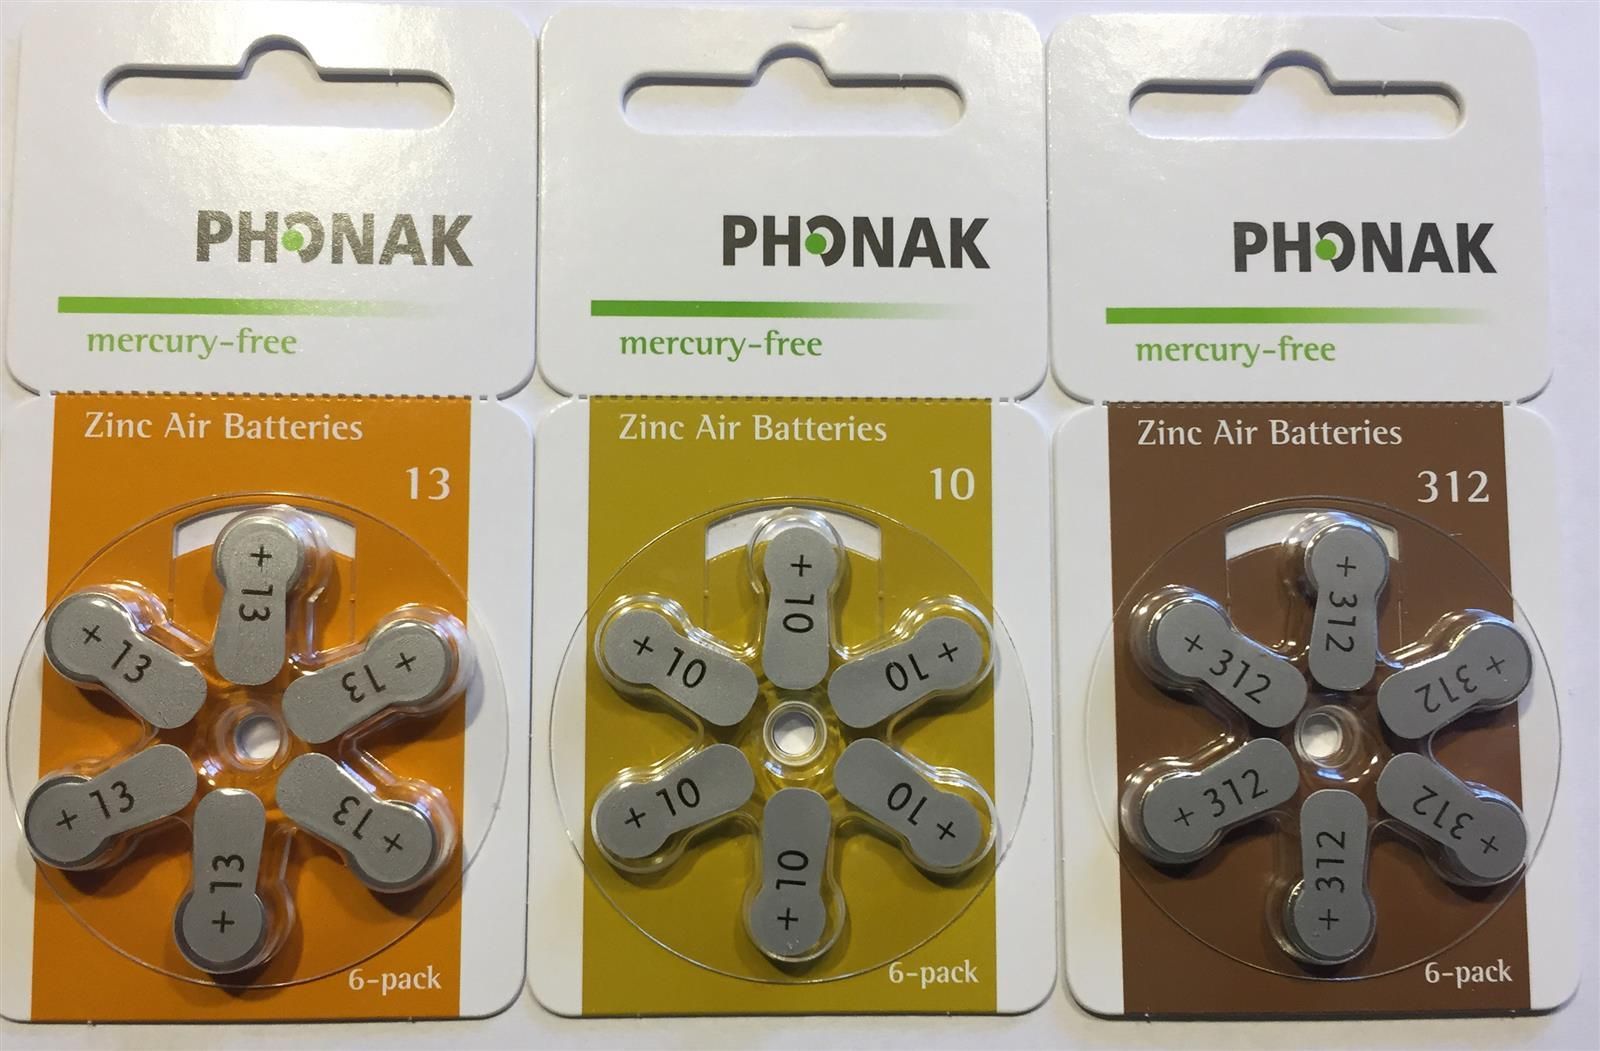 PHONAK
mercury-free
Zinc Air Batteries
13
+ 13
+ 13
+ 13
+ 13
+ 13
+ 13
6-pack
PHONAK
mercury-free
Zinc Air Batteries
10
+ 10
+ 10
+ 10
+ 10
+ 10
+ 10
6-pack
PHONAK
mercury-free
Zinc Air Batteries
312
+ 312
+ 312
+ 312
+ 312
+ 312
+ 312
6-pack